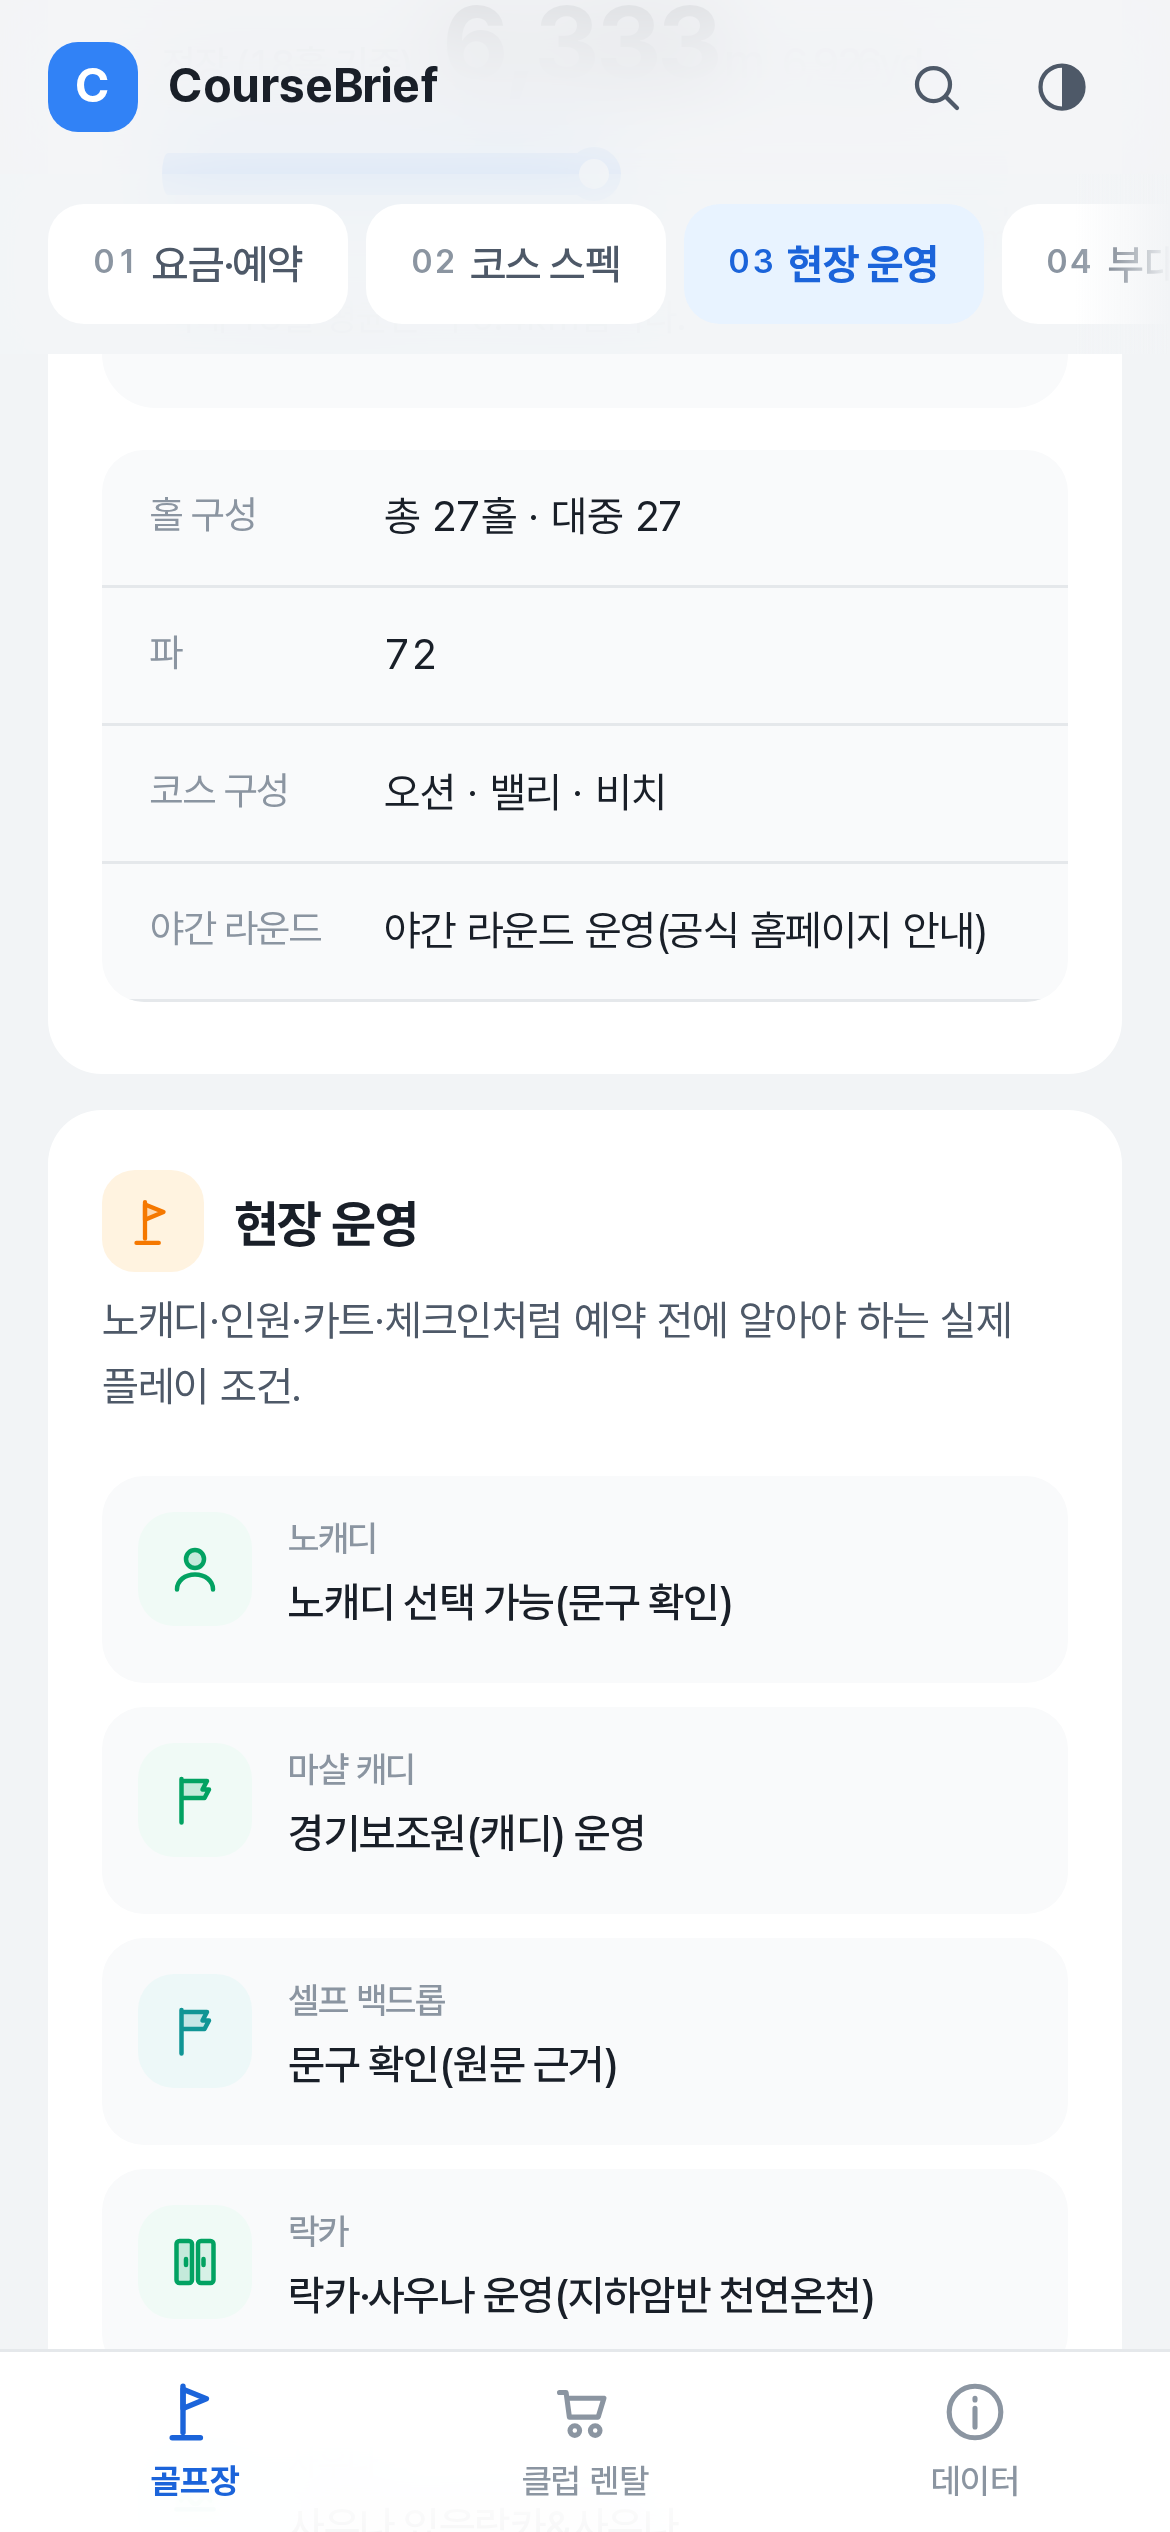 6 333
C CourseBrief
01 요금·예약 02 코스 스펙 03 현장 운영 04
홀 구성 총 27홀 · 대중 27
파 72
코스 구성 오션 · 밸리 · 비치
야간 라운드 야간 라운드 운영(공식 홈페이지 안내)
현장 운영
노캐디·인원·카트·체크인처럼 예약 전에 알아야 하는 실제
플레이 조건.
노캐디
노캐디 선택 가능(문구 확인)
마샬 캐디
경기보조원(캐디) 운영
셀프 백드롭
문구 확인(원문 근거)
락카
락카·사우나 운영(지하암반 천연온천)
골프장 클럽 렌탈 데이터